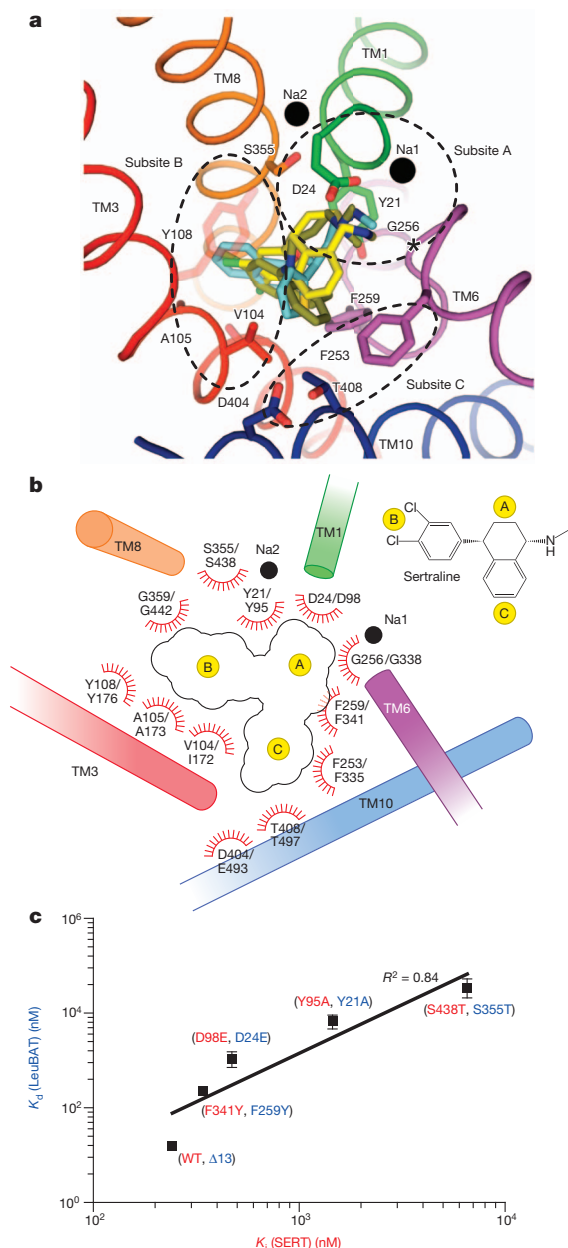 a
TM1
TM8
Na2
S355
Na1
Subsite B
Subsite A
D24
TM3
Y21
Y108
G256
*
F259
TM6
A105
V104
F253
D404
T408
Subsite C
TM10
b
TM8
S355/
S438
Na2
TM1
B
Cl
Cl
A
N
H
Sertraline
C
G359/
G442
Y21/
Y95
D24/D98
Na1
B
A
G256/G338
Y108/
Y176
A105/
A173
F259/
F341
TM6
V104/
I172
C
F253/
F335
TM3
TM10
T408/
T497
D404/
E493
c
10⁶
R² = 0.84
(Y95A, Y21A)
10⁴
(S438T, S355T)
(D98E, D24E)
Kd (LeuBAT) (nM)
10²
(F341Y, F259Y)
(WT, Δ13)
10⁰
10² 10³ 10⁴
Ki (SERT) (nM)